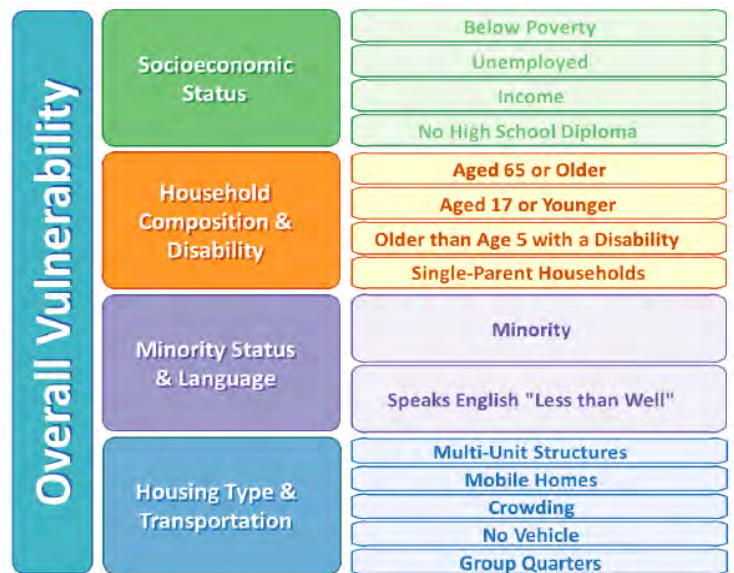 Overall Vulnerability
Socioeconomic
Status
Below Poverty
Unemployed
Income
No High School Diploma
Household
Composition &
Disability
Aged 65 or Older
Aged 17 or Younger
Older than Age 5 with a Disability
Single-Parent Households
Minority Status
& Language
Minority
Speaks English "Less than Well"
Housing Type &
Transportation
Multi-Unit Structures
Mobile Homes
Crowding
No Vehicle
Group Quarters